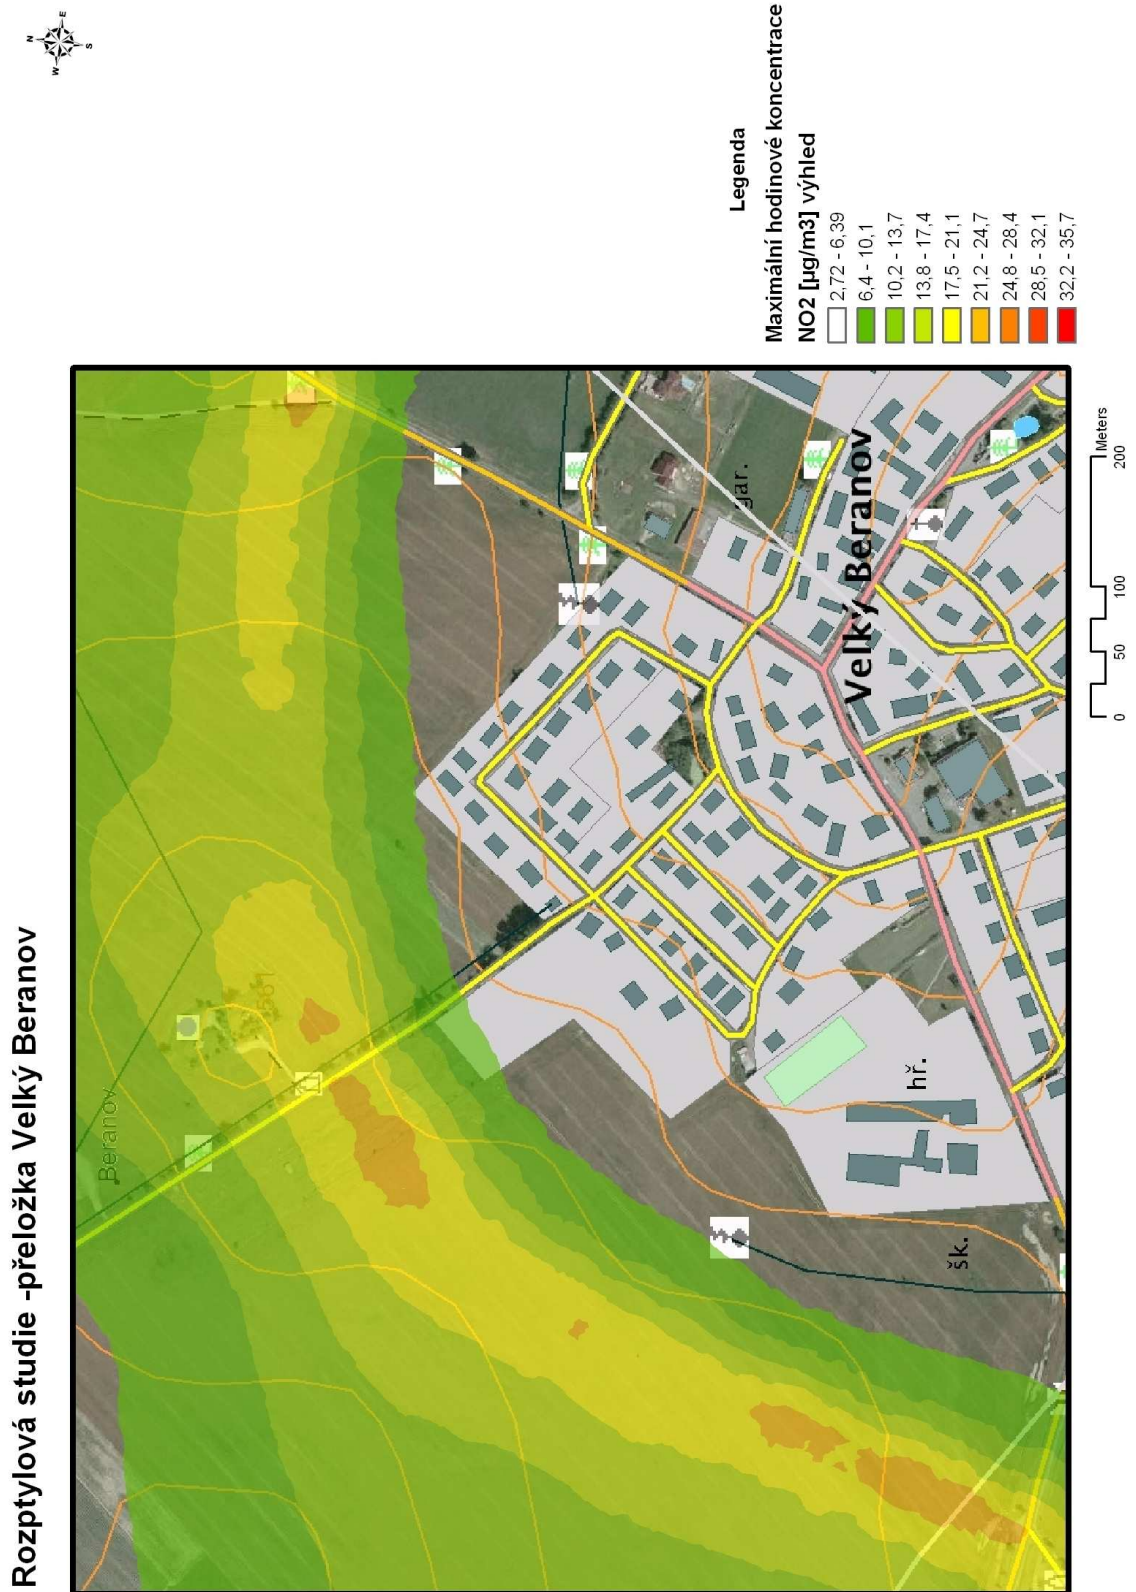 Rozptylová studie -přeložka Velký Beranov
N
W
E
S
Beranov
561
šk.
hř.
Velký Beranov
gar.
Legenda
Maximální hodinové koncentrace
NO2 [µg/m3] výhled
2,72 - 6,39
6,4 - 10,1
10,2 - 13,7
13,8 - 17,4
17,5 - 21,1
21,2 - 24,7
24,8 - 28,4
28,5 - 32,1
32,2 - 35,7
0 50 100 200
Meters